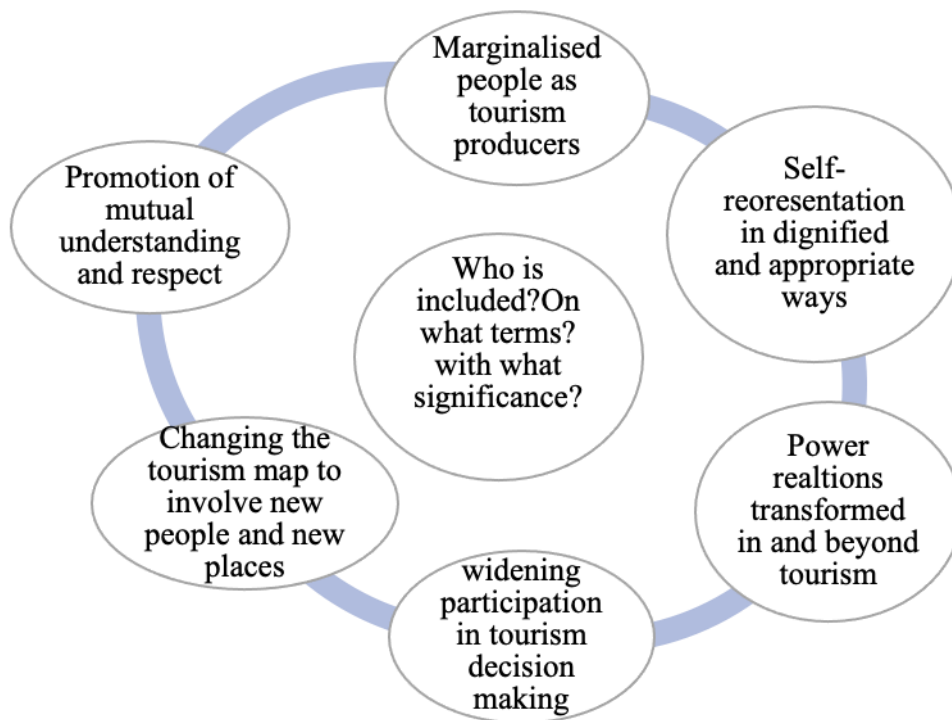 Marginalised
people as
tourism
producers
Self-
reoresentation
in dignified
and appropriate
ways
Power
realtions
transformed
in and beyond
tourism
widening
participation
in tourism
decision
making
Changing the
tourism map to
involve new
people and new
places
Promotion of
mutual
understanding
and respect
Who is
included?On
what terms?
with what
significance?